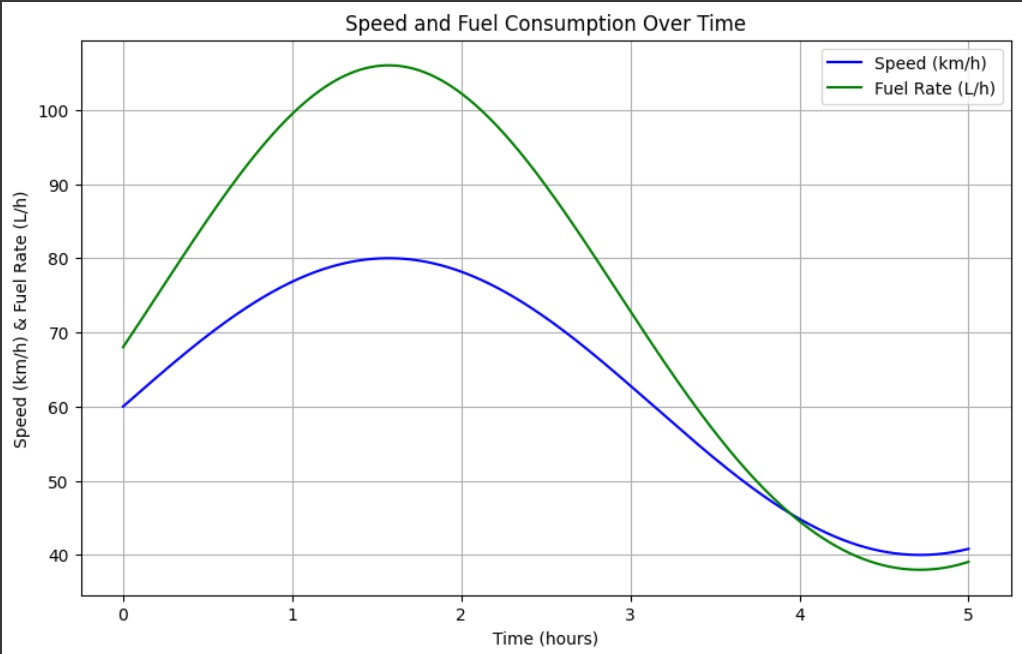 Speed and Fuel Consumption Over Time
Speed (km/h)
Fuel Rate (L/h)
Speed (km/h) & Fuel Rate (L/h)
100
90
80
70
60
50
40
0 1 2 3 4 5
Time (hours)